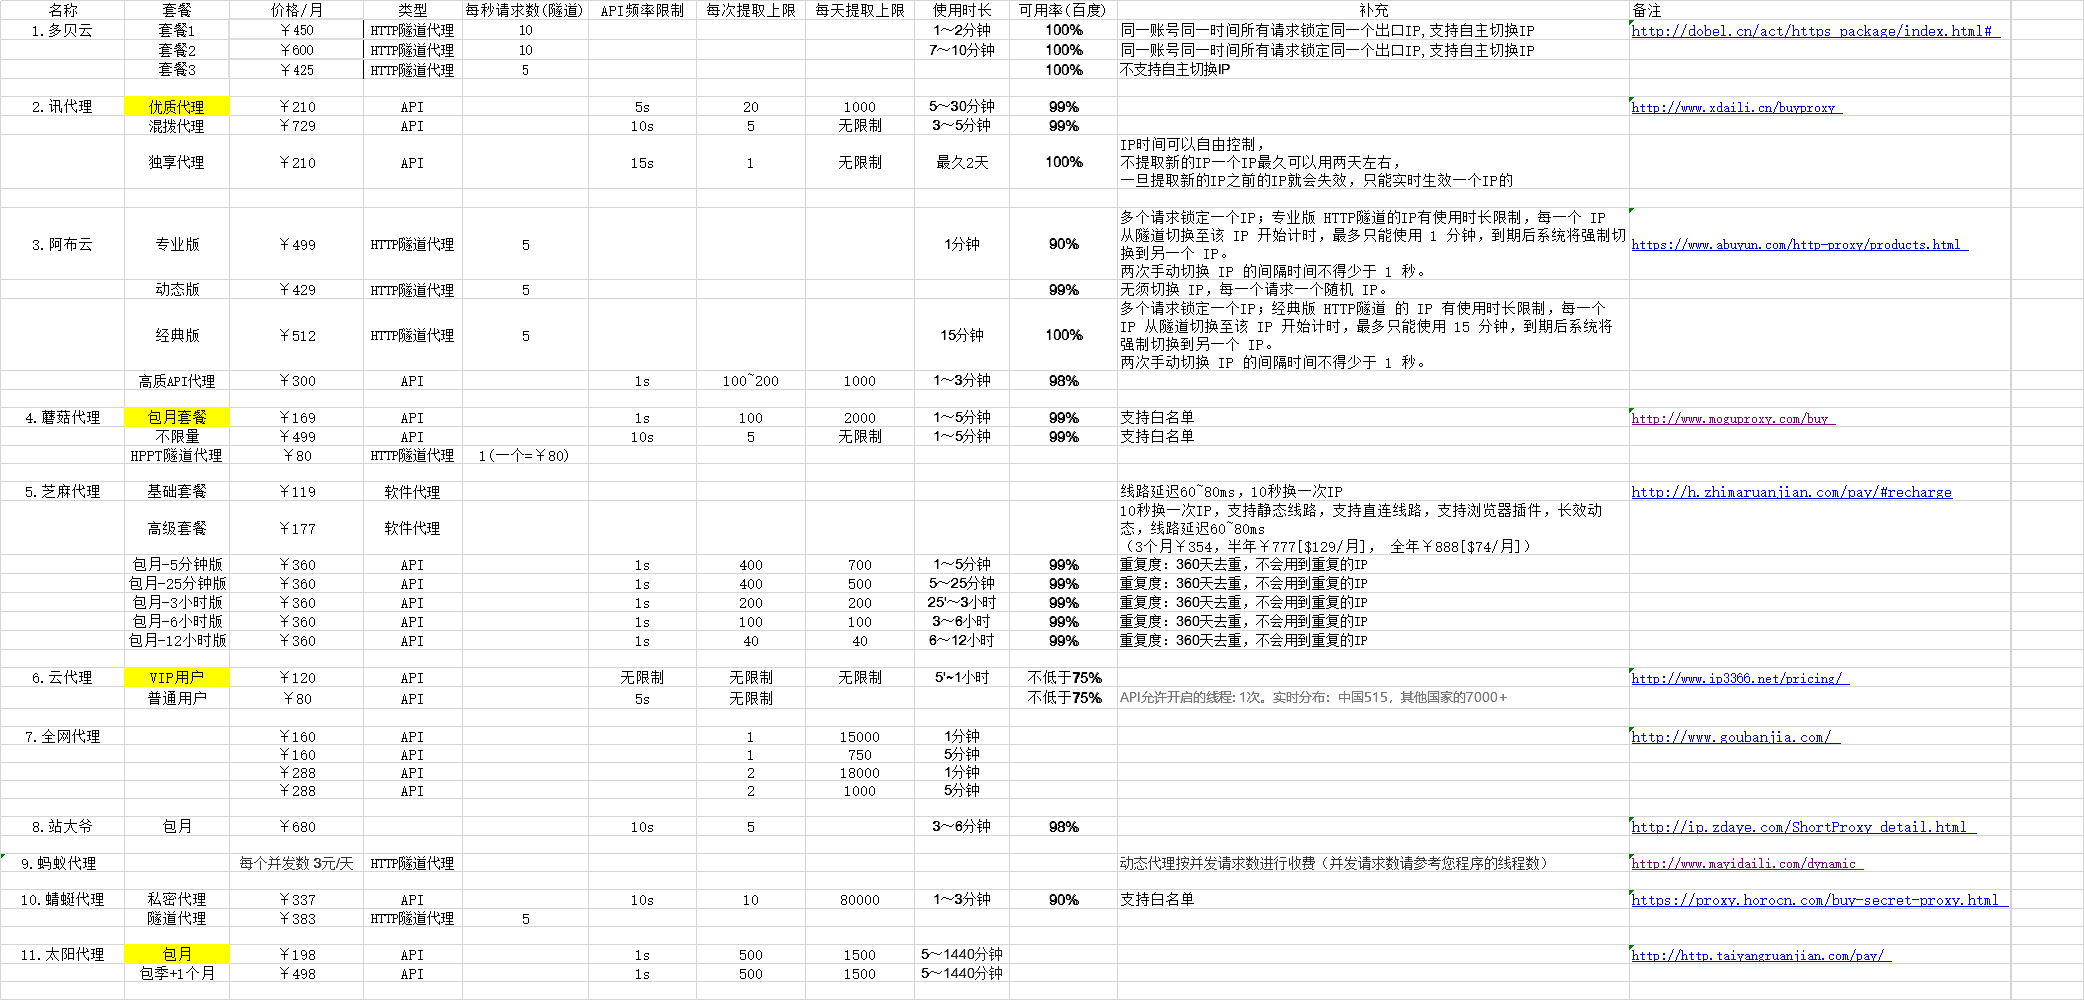 名称 套餐 价格/月 类型 每秒请求数(隧道) API频率限制 每次提取上限 每天提取上限 使用时长 可用率(百度) 补充 备注
1.多贝云 套餐1 ￥450 HTTP隧道代理 10 1～2分钟 100% 同一账号同一时间所有请求锁定同一个出口IP,支持自主切换IP http://dobel.cn/act/https_package/index.html#
套餐2 ￥600 HTTP隧道代理 10 7～10分钟 100% 同一账号同一时间所有请求锁定同一个出口IP,支持自主切换IP
套餐3 ￥425 HTTP隧道代理 5 100% 不支持自主切换IP
2.讯代理 优质代理 ￥210 API 5s 20 1000 5～30分钟 99% http://www.xdaili.cn/buyproxy
混拨代理 ￥729 API 10s 5 无限制 3～5分钟 99%
独享代理 ￥210 API 15s 1 无限制 最久2天 100% IP时间可以自由控制，
不提取新的IP一个IP最久可以用两天左右，
一旦提取新的IP之前的IP就会失效，只能实时生效一个IP的
3.阿布云 专业版 ￥499 HTTP隧道代理 5 1分钟 90% 多个请求锁定一个IP；专业版 HTTP隧道的IP有使用时长限制，每一个 IP
从隧道切换至该 IP 开始计时，最多只能使用 1 分钟，到期后系统将强制切
换到另一个 IP。
两次手动切换 IP 的间隔时间不得少于 1 秒。
https://www.abuyun.com/http-proxy/products.html
动态版 ￥429 HTTP隧道代理 5 99% 无须切换 IP，每一个请求一个随机 IP。
经典版 ￥512 HTTP隧道代理 5 15分钟 100% 多个请求锁定一个IP；经典版 HTTP隧道 的 IP 有使用时长限制，每一个
IP 从隧道切换至该 IP 开始计时，最多只能使用 15 分钟，到期后系统将
强制切换到另一个 IP。
两次手动切换 IP 的间隔时间不得少于 1 秒。
高质API代理 ￥300 API 1s 100~200 1000 1～3分钟 98%
4.蘑菇代理 包月套餐 ￥169 API 1s 100 2000 1～5分钟 99% 支持白名单 http://www.moguproxy.com/buy
不限量 ￥499 API 10s 5 无限制 1～5分钟 99% 支持白名单
HPPT隧道代理 ￥80 HTTP隧道代理 1(一个=￥80)
5.芝麻代理 基础套餐 ￥119 软件代理 线路延迟60~80ms，10秒换一次IP http://h.zhimaruanjian.com/pay/#recharge
高级套餐 ￥177 软件代理 10秒换一次IP，支持静态线路，支持直连线路，支持浏览器插件，长效动
态，线路延迟60~80ms
（3个月￥354，半年￥777[$129/月]， 全年￥888[$74/月]）
包月-5分钟版 ￥360 API 1s 400 700 1～5分钟 99% 重复度：360天去重，不会用到重复的IP
包月-25分钟版 ￥360 API 1s 400 500 5～25分钟 99% 重复度：360天去重，不会用到重复的IP
包月-3小时版 ￥360 API 1s 200 200 25'～3小时 99% 重复度：360天去重，不会用到重复的IP
包月-6小时版 ￥360 API 1s 100 100 3～6小时 99% 重复度：360天去重，不会用到重复的IP
包月-12小时版 ￥360 API 1s 40 40 6～12小时 99% 重复度：360天去重，不会用到重复的IP
6.云代理 VIP用户 ￥120 API 无限制 无限制 无限制 5'~1小时 不低于75% http://www.ip3366.net/pricing/
普通用户 ￥80 API 5s 无限制 不低于75% API允许开启的线程: 1次。实时分布：中国515，其他国家的7000+
7.全网代理 ￥160 API 1 15000 1分钟 http://www.goubanjia.com/
￥160 API 1 750 5分钟
￥288 API 2 18000 1分钟
￥288 API 2 1000 5分钟
8.站大爷 包月 ￥680 10s 5 3～6分钟 98% http://ip.zdaye.com/ShortProxy_detail.html
9.蚂蚁代理 每个并发数 3元/天 HTTP隧道代理 动态代理按并发请求数进行收费（并发请求数请参考您程序的线程数） http://www.mayidaili.com/dynamic
10.蜻蜓代理 私密代理 ￥337 API 10s 10 80000 1～3分钟 90% 支持白名单 https://proxy.horocn.com/buy-secret-proxy.html
隧道代理 ￥383 HTTP隧道代理 5
11.太阳代理 包月 ￥198 API 1s 500 1500 5～1440分钟 http://http.taiyangruanjian.com/pay/
包季+1个月 ￥498 API 1s 500 1500 5～1440分钟